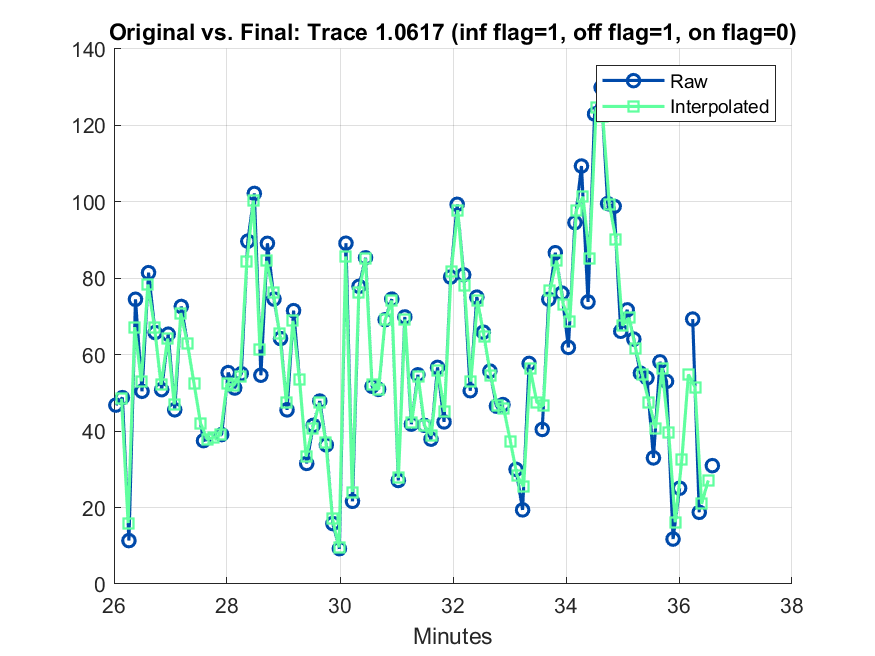 Original vs. Final: Trace 1.0617 (inf flag=1, off flag=1, on flag=0)
140
120
100
80
60
40
20
0
Raw
Interpolated
26 28 30 32 34 36 38
Minutes